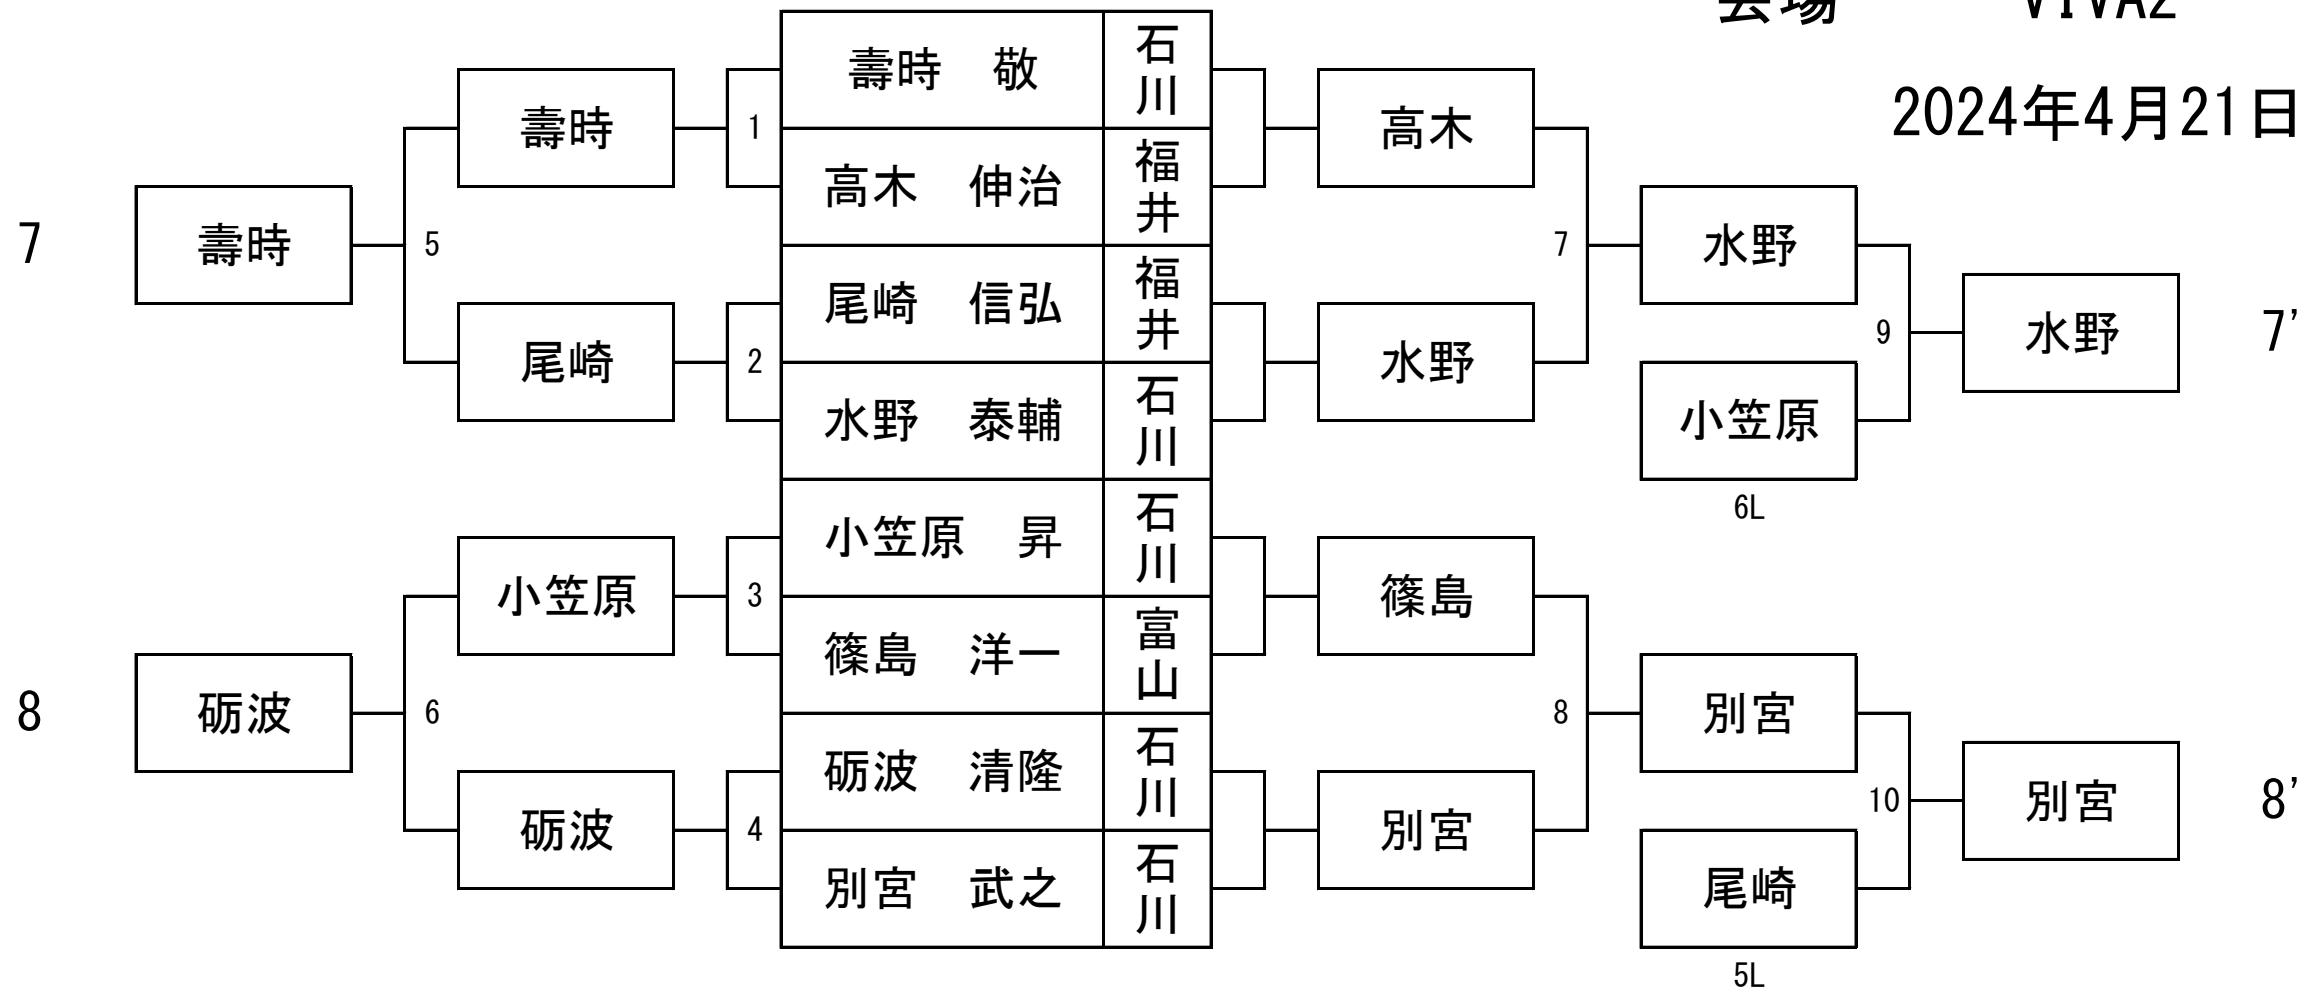 会場 VIVAZ
2024年4月21日
壽時 敬 石川
高木 伸治 福井
尾崎 信弘 福井
水野 泰輔 石川
小笠原 昇 石川
篠島 洋一 富山
砺波 清隆 石川
別宮 武之 石川
壽時 1
尾崎 2
小笠原 3
砺波 4
7 壽時 5
8 砺波 6
高木
水野
篠島
別宮
7 水野
小笠原
6L
9 水野 7'
8 別宮
尾崎
5L
10 別宮 8'